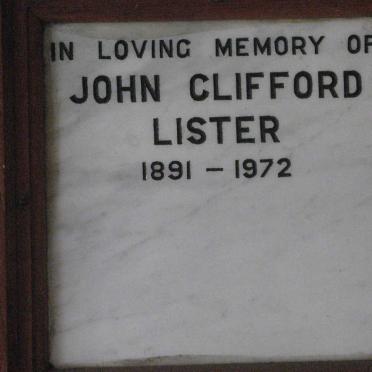 IN LOVING MEMORY OF
JOHN CLIFFORD
LISTER
1891 – 1972